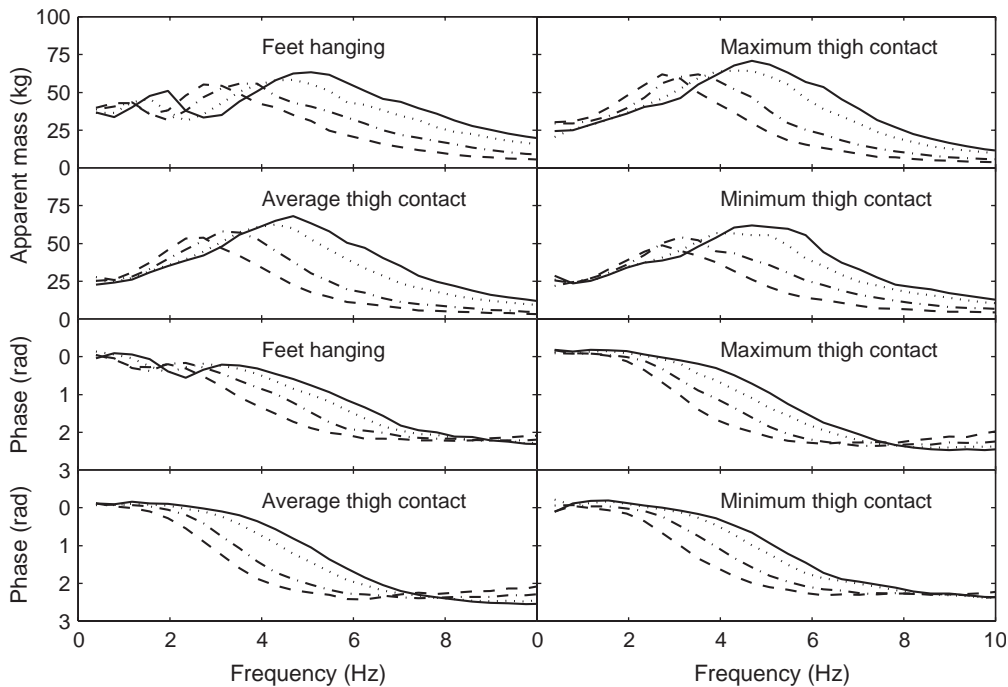 100
75
50
25
0
Apparent mass (kg)
Feet hanging
Maximum thigh contact
75
50
25
0
Average thigh contact
Minimum thigh contact
0
1
2
3
Phase (rad)
Feet hanging
Maximum thigh contact
0
1
2
3
Phase (rad)
Average thigh contact
Minimum thigh contact
0 2 4 6 8 0 2 4 6 8 10
Frequency (Hz) Frequency (Hz)